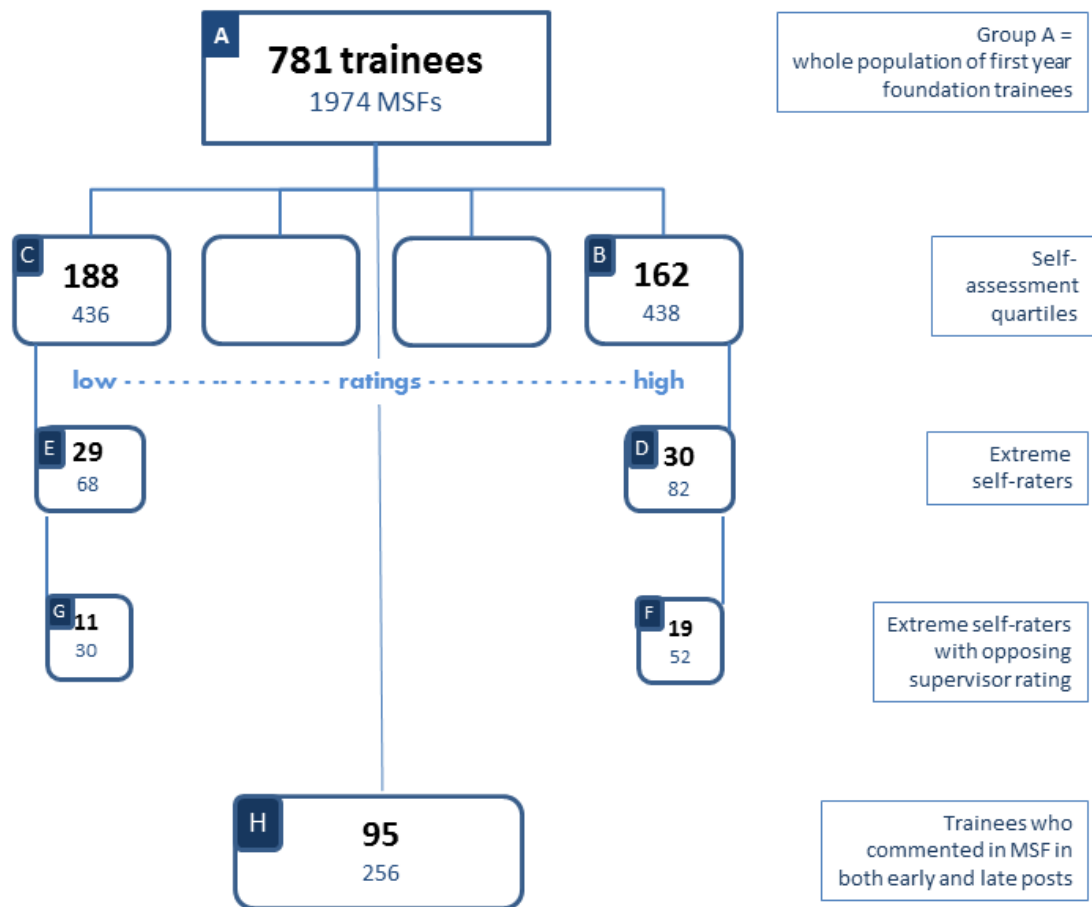 A
781 trainees
1974 MSFs
Group A =
whole population of first year
foundation trainees
C
188
436
B
162
438
Self-
assessment
quartiles
low - - - - - - - - - - - - - - - ratings - - - - - - - - - - - - - - - high
E
29
68
D
30
82
Extreme
self-raters
G
11
30
F
19
52
Extreme self-raters
with opposing
supervisor rating
H
95
256
Trainees who
commented in MSF in
both early and late posts